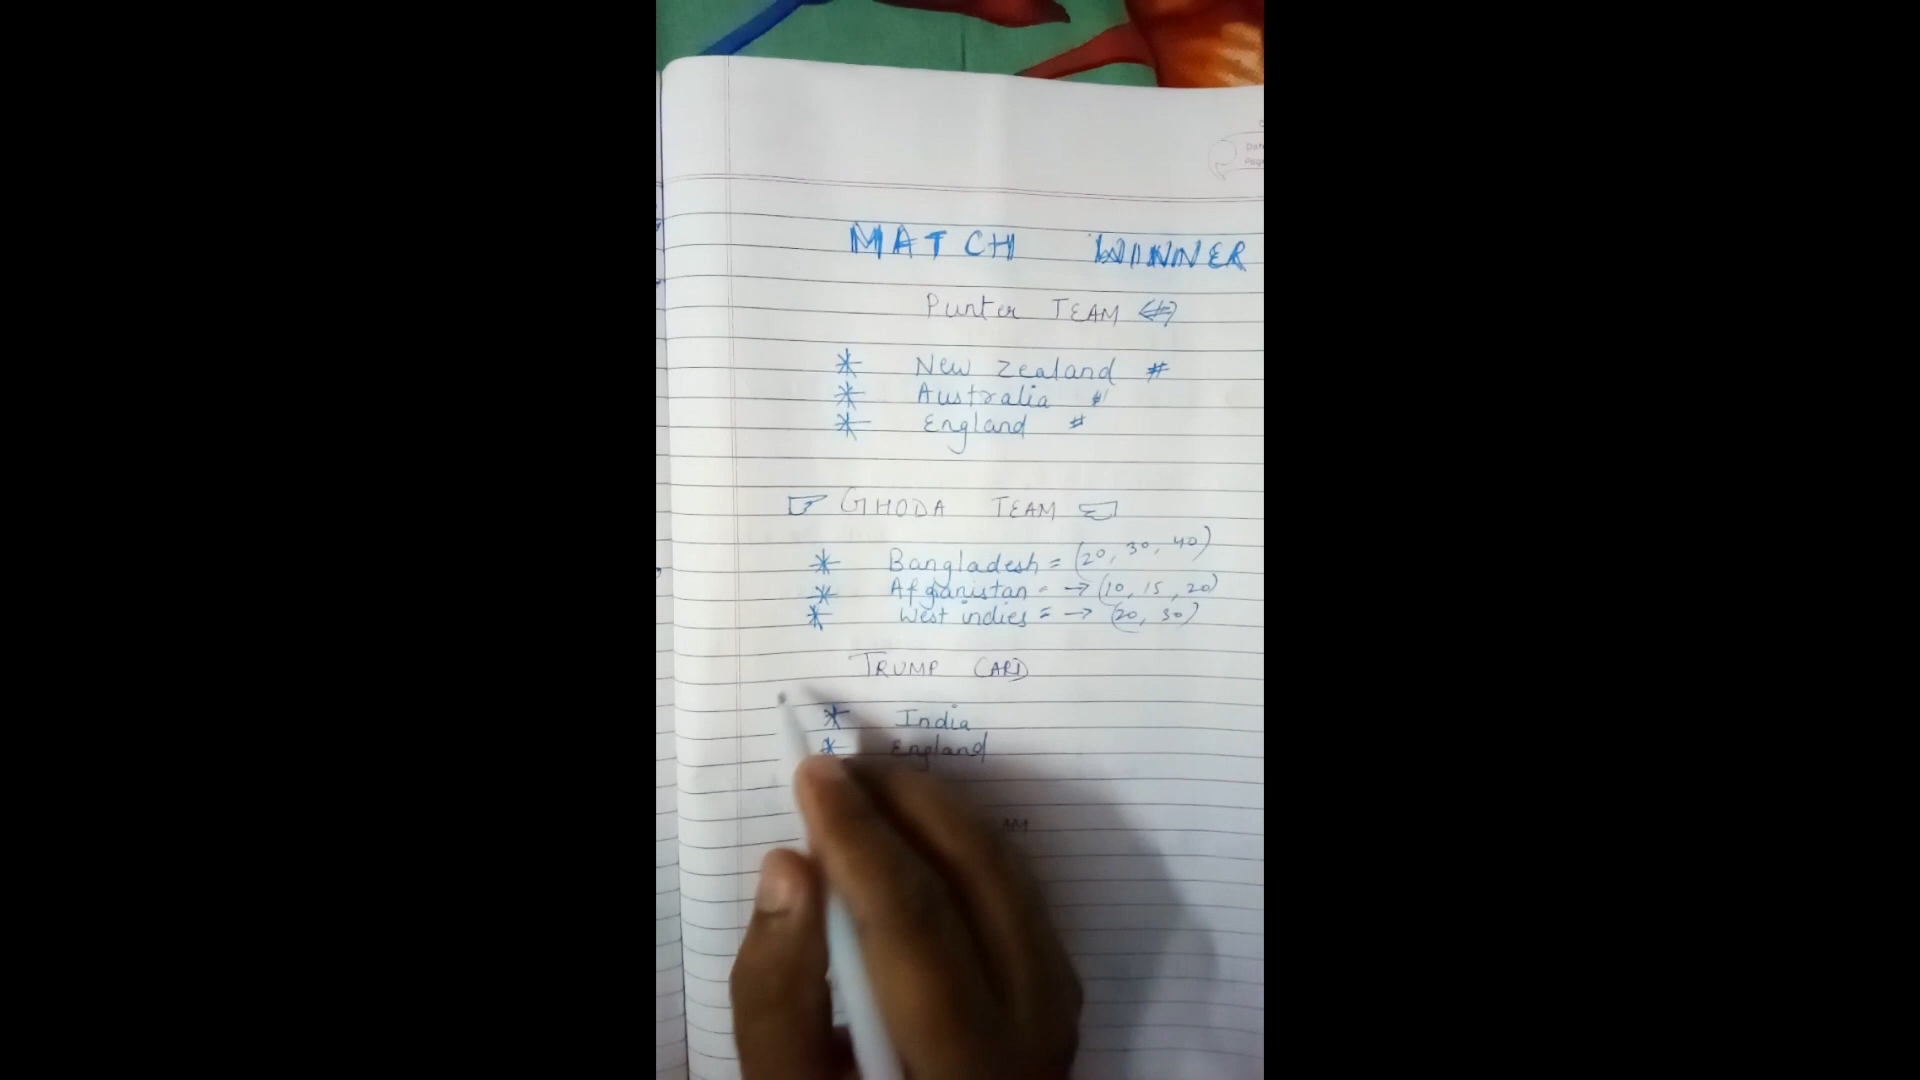 MATCH WINNER
Punter TEAM
* New Zealand #
* Australia #
* England #
GHODA TEAM
* Bangladesh = (20, 30, 40)
* Afganistan = → (10, 15, 20)
* West indies = → (20, 30)
TRUMP CARD
* India
* England